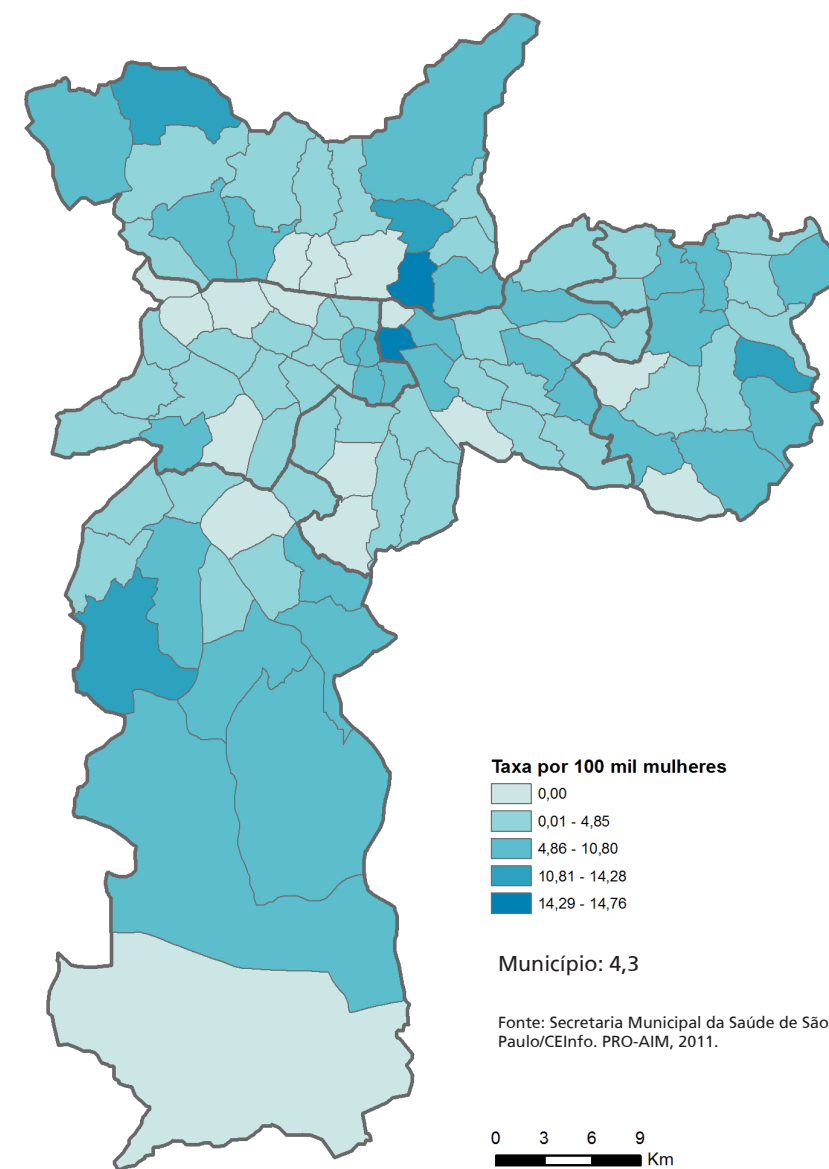 Taxa por 100 mil mulheres
0,00
0,01 - 4,85
4,86 - 10,80
10,81 - 14,28
14,29 - 14,76
Município: 4,3
Fonte: Secretaria Municipal da Saúde de São
Paulo/CEInfo. PRO-AIM, 2011.
0 3 6 9
Km